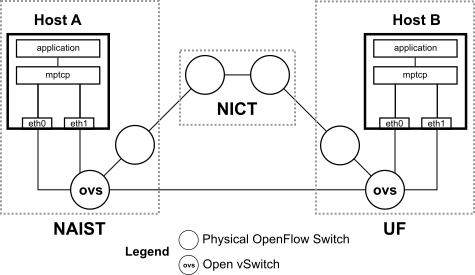 Host A
Host B
application
application
mptcp
mptcp
NICT
eth0
eth1
eth0
eth1
ovs
ovs
NAIST
UF
Legend
Physical OpenFlow Switch
ovs
Open vSwitch